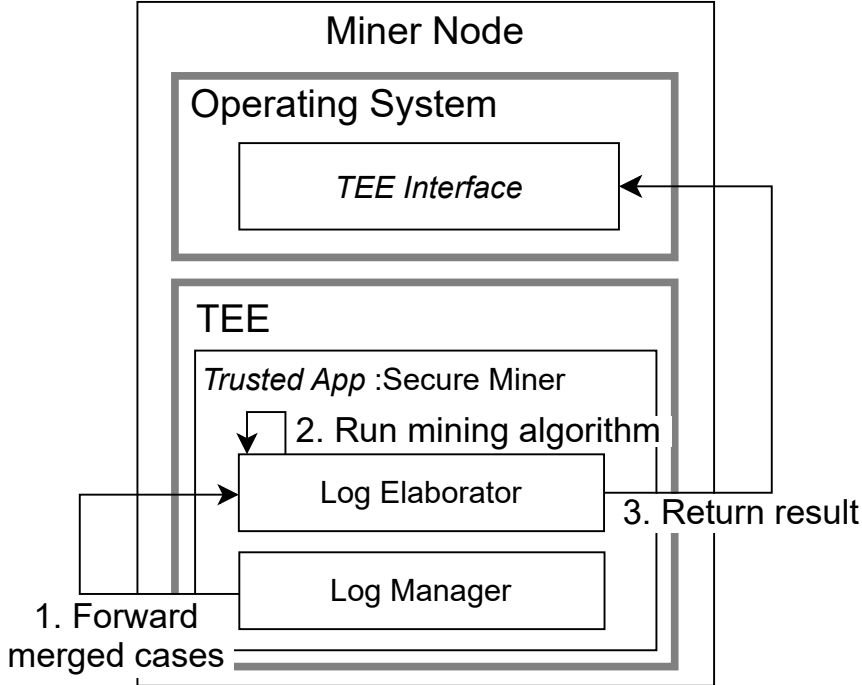 Miner Node
Operating System
TEE Interface
TEE
Trusted App :Secure Miner
2. Run mining algorithm
Log Elaborator
3. Return result
Log Manager
1. Forward
merged cases